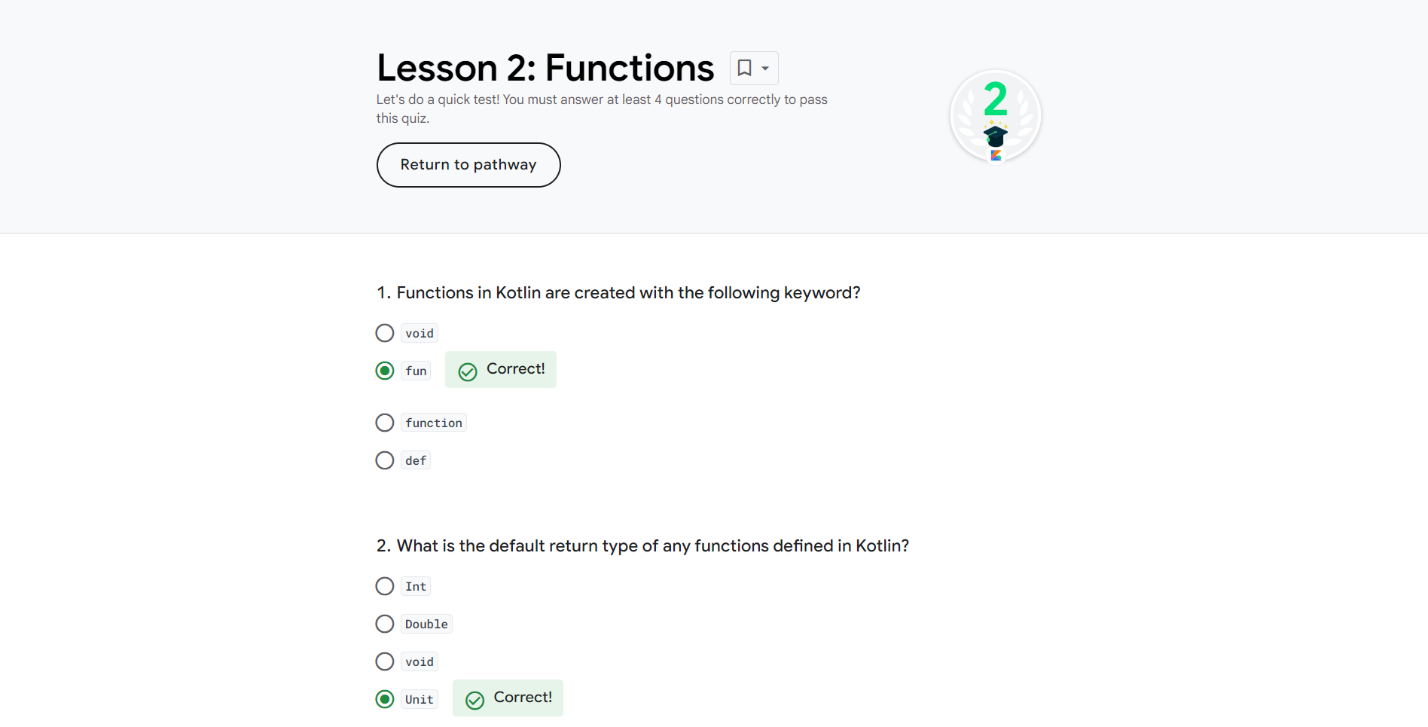 Lesson 2: Functions
Let's do a quick test! You must answer at least 4 questions correctly to pass
this quiz.
Return to pathway
2
1. Functions in Kotlin are created with the following keyword?
void
fun Correct!
function
def
2. What is the default return type of any functions defined in Kotlin?
Int
Double
void
Unit Correct!